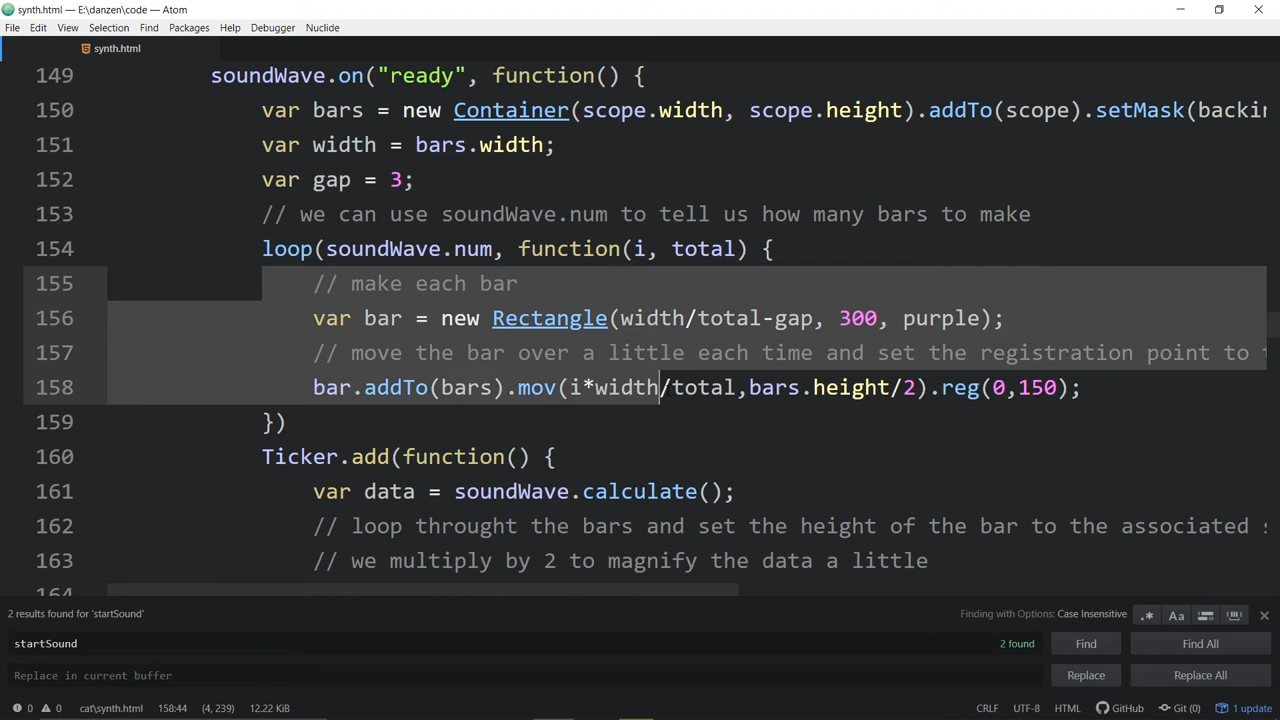 synth.html — E:\danzen\code — Atom
File Edit View Selection Find Packages Help Debugger Nuclide
synth.html
149 soundWave.on("ready", function() {
150 var bars = new Container(scope.width, scope.height).addTo(scope).setMask(backin
151 var width = bars.width;
152 var gap = 3;
153 // we can use soundWave.num to tell us how many bars to make
154 loop(soundWave.num, function(i, total) {
155 // make each bar
156 var bar = new Rectangle(width/total-gap, 300, purple);
157 // move the bar over a little each time and set the registration point to t
158 bar.addTo(bars).mov(i*width/total,bars.height/2).reg(0,150);
159 })
160 Ticker.add(function() {
161 var data = soundWave.calculate();
162 // loop throught the bars and set the height of the bar to the associated s
163 // we multiply by 2 to magnify the data a little
164
2 results found for 'startSound' Finding with Options: Case Insensitive .* Aa
startSound 2 found Find Find All
Replace in current buffer Replace Replace All
0 0 cat\synth.html 158:44 (4, 239) 12.22 KiB CRLF UTF-8 HTML GitHub Git (0) 1 update